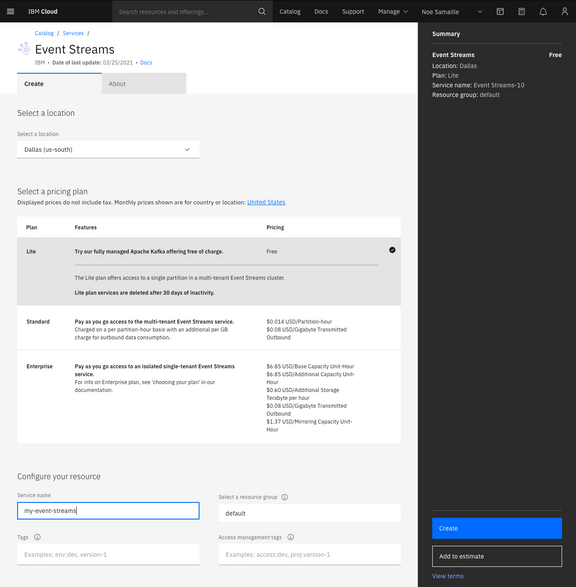 IBM Cloud
Search resources and offerings...
Catalog
Docs
Support
Manage
Noe Samaille
Catalog / Services /
Event Streams
IBM • Date of last update: 03/25/2021 • Docs
Create
About
Select a location
Select a location
Dallas (us-south)
Select a pricing plan
Displayed prices do not include tax. Monthly prices shown are for country or location: United States
Plan
Features
Pricing
Lite
Try our fully managed Apache Kafka offering free of charge.
Free
The Lite plan offers access to a single partition in a multi-tenant Event Streams cluster.
Lite plan services are deleted after 30 days of inactivity.
Standard
Pay as you go access to the multi-tenant Event Streams service.
Charged on a per partition-hour basis with an additional per GB
charge for outbound data consumption.
$0.014 USD/Partition-hour
$0.08 USD/Gigabyte Transmitted
Outbound
Enterprise
Pay as you go access to an isolated single-tenant Event Streams
service.
For info on Enterprise plan, see 'choosing your plan' in our
documentation.
$6.85 USD/Base Capacity Unit-Hour
$6.85 USD/Additional Capacity Unit-
Hour
$0.60 USD/Additional Storage
Terabyte per hour
$0.08 USD/Gigabyte Transmitted
Outbound
$1.37 USD/Mirroring Capacity Unit-
Hour
Configure your resource
Service name
my-event-streams
Select a resource group
default
Tags
Examples: env:dev, version-1
Access management tags
Examples: access:dev, proj:version-1
Summary
Event Streams
Free
Location: Dallas
Plan: Lite
Service name: Event Streams-10
Resource group: default
Create
Add to estimate
View terms